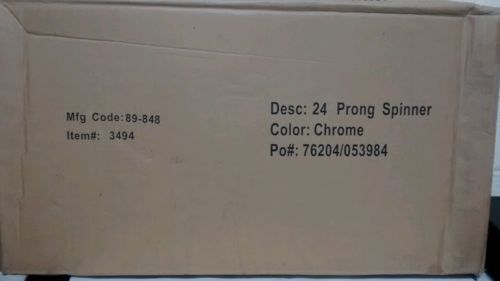 Mfg Code: 89-848
Item#: 3494
Desc: 24 Prong Spinner
Color: Chrome
Po#: 76204/053984